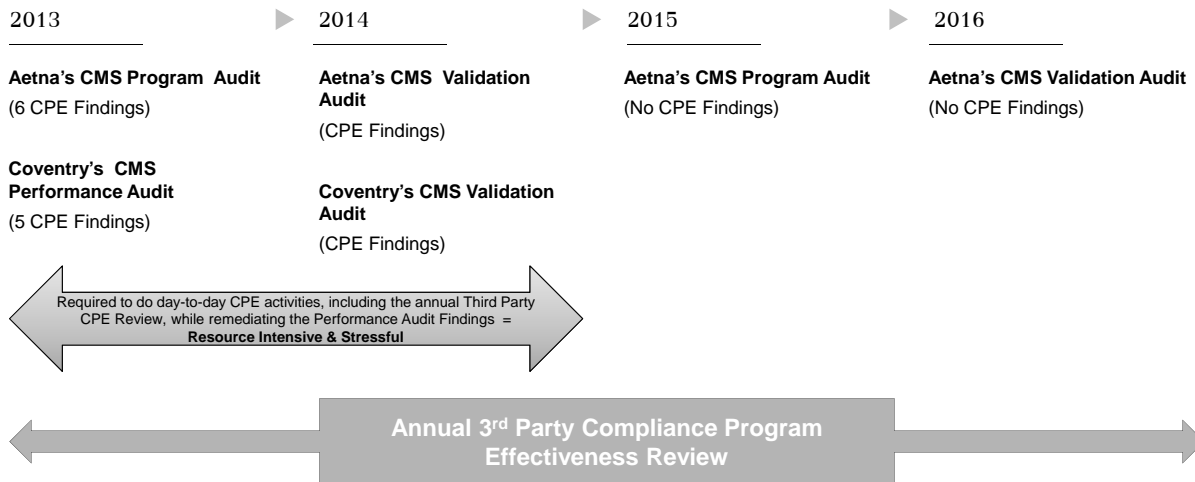 2013
2014
2015
2016
Aetna's CMS Program Audit
(6 CPE Findings)
Coventry's CMS
Performance Audit
(5 CPE Findings)
Aetna's CMS Validation
Audit
(CPE Findings)
Coventry's CMS Validation
Audit
(CPE Findings)
Aetna's CMS Program Audit
(No CPE Findings)
Aetna's CMS Validation Audit
(No CPE Findings)
Required to do day-to-day CPE activities, including the annual Third Party
CPE Review, while remediating the Performance Audit Findings =
Resource Intensive & Stressful
Annual 3rd Party Compliance Program
Effectiveness Review